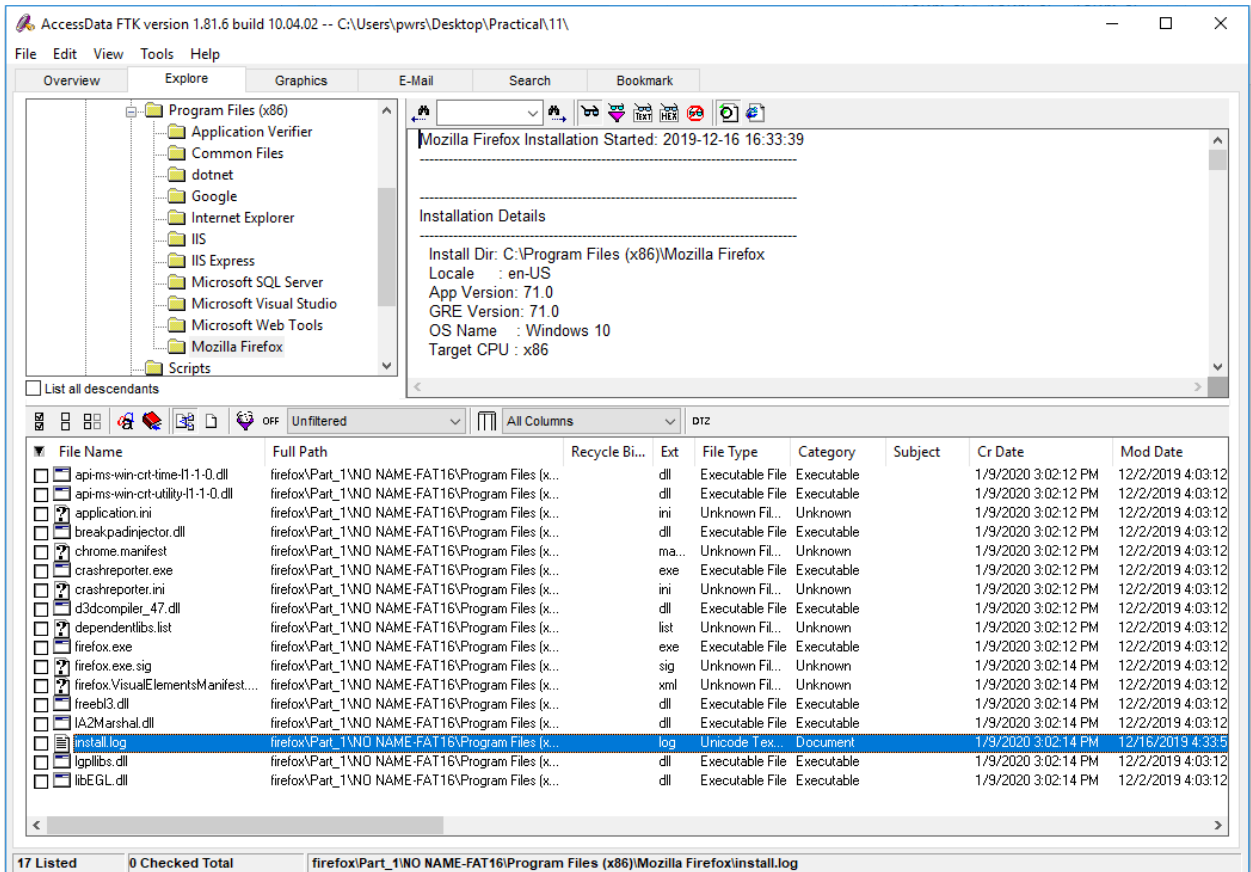 AccessData FTK version 1.81.6 build 10.04.02 -- C:\Users\pwrs\Desktop\Practical\11\
File Edit View Tools Help
Overview Explore Graphics E-Mail Search Bookmark
Program Files (x86)
Application Verifier
Common Files
dotnet
Google
Internet Explorer
IIS
IIS Express
Microsoft SQL Server
Microsoft Visual Studio
Microsoft Web Tools
Mozilla Firefox
Scripts
List all descendants
TEXT HEX
Mozilla Firefox Installation Started: 2019-12-16 16:33:39
-------------------------------------------------------------------------------
-------------------------------------------------------------------------------
Installation Details
-------------------------------------------------------------------------------
Install Dir: C:\Program Files (x86)\Mozilla Firefox
Locale : en-US
App Version: 71.0
GRE Version: 71.0
OS Name : Windows 10
Target CPU : x86
OFF Unfiltered All Columns DTZ
File Name Full Path Recycle Bi... Ext File Type Category Subject Cr Date Mod Date
api-ms-win-crt-time-l1-1-0.dll firefox\Part_1\NO NAME-FAT16\Program Files (x... dll Executable File Executable 1/9/2020 3:02:12 PM 12/2/2019 4:03:12
api-ms-win-crt-utility-l1-1-0.dll firefox\Part_1\NO NAME-FAT16\Program Files (x... dll Executable File Executable 1/9/2020 3:02:12 PM 12/2/2019 4:03:12
application.ini firefox\Part_1\NO NAME-FAT16\Program Files (x... ini Unknown Fil... Unknown 1/9/2020 3:02:12 PM 12/2/2019 4:03:12
breakpadinjector.dll firefox\Part_1\NO NAME-FAT16\Program Files (x... dll Executable File Executable 1/9/2020 3:02:12 PM 12/2/2019 4:03:12
chrome.manifest firefox\Part_1\NO NAME-FAT16\Program Files (x... ma... Unknown Fil... Unknown 1/9/2020 3:02:12 PM 12/2/2019 4:03:12
crashreporter.exe firefox\Part_1\NO NAME-FAT16\Program Files (x... exe Executable File Executable 1/9/2020 3:02:12 PM 12/2/2019 4:03:12
crashreporter.ini firefox\Part_1\NO NAME-FAT16\Program Files (x... ini Unknown Fil... Unknown 1/9/2020 3:02:12 PM 12/2/2019 4:03:12
d3dcompiler_47.dll firefox\Part_1\NO NAME-FAT16\Program Files (x... dll Executable File Executable 1/9/2020 3:02:12 PM 12/2/2019 4:03:12
dependentlibs.list firefox\Part_1\NO NAME-FAT16\Program Files (x... list Unknown Fil... Unknown 1/9/2020 3:02:12 PM 12/2/2019 4:03:12
firefox.exe firefox\Part_1\NO NAME-FAT16\Program Files (x... exe Executable File Executable 1/9/2020 3:02:12 PM 12/2/2019 4:03:12
firefox.exe.sig firefox\Part_1\NO NAME-FAT16\Program Files (x... sig Unknown Fil... Unknown 1/9/2020 3:02:14 PM 12/2/2019 4:03:12
firefox.VisualElementsManifest.... firefox\Part_1\NO NAME-FAT16\Program Files (x... xml Unknown Fil... Unknown 1/9/2020 3:02:14 PM 12/2/2019 4:03:12
freebl3.dll firefox\Part_1\NO NAME-FAT16\Program Files (x... dll Executable File Executable 1/9/2020 3:02:14 PM 12/2/2019 4:03:12
IA2Marshal.dll firefox\Part_1\NO NAME-FAT16\Program Files (x... dll Executable File Executable 1/9/2020 3:02:14 PM 12/2/2019 4:03:12
install.log firefox\Part_1\NO NAME-FAT16\Program Files (x... log Unicode Tex... Document 1/9/2020 3:02:14 PM 12/16/2019 4:33:5
lgpllibs.dll firefox\Part_1\NO NAME-FAT16\Program Files (x... dll Executable File Executable 1/9/2020 3:02:14 PM 12/2/2019 4:03:12
libEGL.dll firefox\Part_1\NO NAME-FAT16\Program Files (x... dll Executable File Executable 1/9/2020 3:02:14 PM 12/2/2019 4:03:12
17 Listed 0 Checked Total firefox\Part_1\NO NAME-FAT16\Program Files (x86)\Mozilla Firefox\install.log